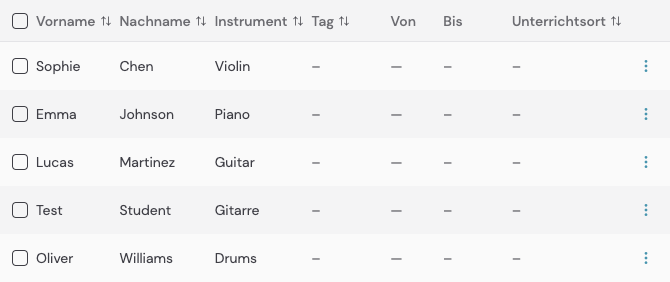 Vorname Nachname Instrument Tag Von Bis Unterrichtsort
Sophie Chen Violin – — – –
Emma Johnson Piano – — – –
Lucas Martinez Guitar – — – –
Test Student Gitarre – — – –
Oliver Williams Drums – — – –